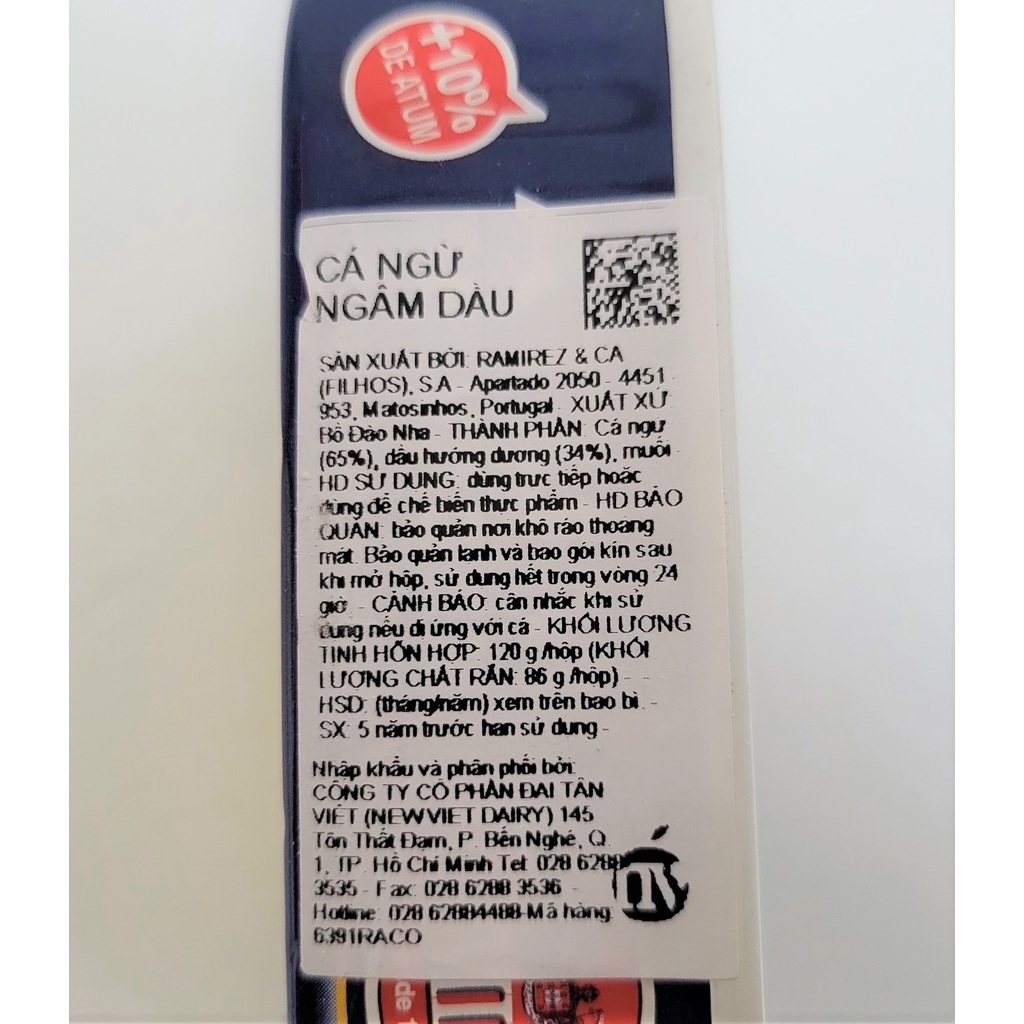 +10%
DE ATUM
CÁ NGỪ
NGÂM DẦU
SẢN XUẤT BỞI: RAMIREZ & CA
(FILHOS), S.A - Apartado 2050 - 4451 -
953, Matosinhos, Portugal - XUẤT XỨ:
Bồ Đào Nha - THÀNH PHẦN: Cá ngừ
(65%), dầu hướng dương (34%), muối -
HD SỬ DỤNG: dùng trực tiếp hoặc
dùng để chế biến thực phẩm - HD BẢO
QUẢN: bảo quản nơi khô ráo thoáng
mát. Bảo quản lạnh và bao gói kín sau
khi mở hộp, sử dụng hết trong vòng 24
giờ. - CẢNH BÁO: cân nhắc khi sử
dụng nếu dị ứng với cá - KHỐI LƯỢNG
TỊNH HỖN HỢP: 120 g /hộp (KHỐI
LƯỢNG CHẤT RẮN: 86 g /hộp) - -
HSD: (tháng/năm) xem trên bao bì. -
SX: 5 năm trước hạn sử dụng -
Nhập khẩu và phân phối bởi:
CÔNG TY CỔ PHẦN ĐẠI TÂN
VIỆT (NEWVIET DAIRY) 145
Tôn Thất Đạm, P. Bến Nghé, Q.
1, TP. Hồ Chí Minh Tel: 028 6288
3535 - Fax: 028 6288 3536 -
Hotline: 028 62884488-Mã hàng:
6391RACO
de